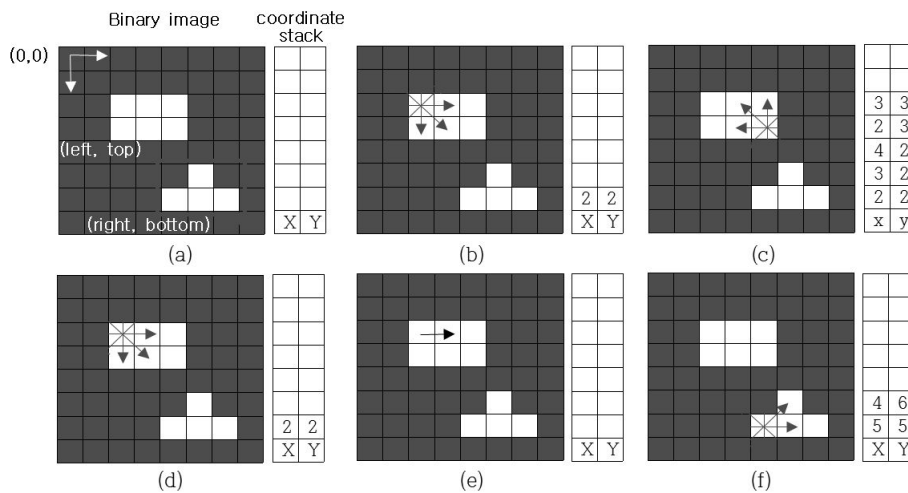 Binary image
coordinate stack
(0,0)
(left, top)
(right, bottom)
X Y
(a)
2 2
X Y
(b)
3 3
2 3
4 2
3 2
2 2
x y
(c)
2 2
X Y
(d)
X Y
(e)
4 6
5 5
X Y
(f)